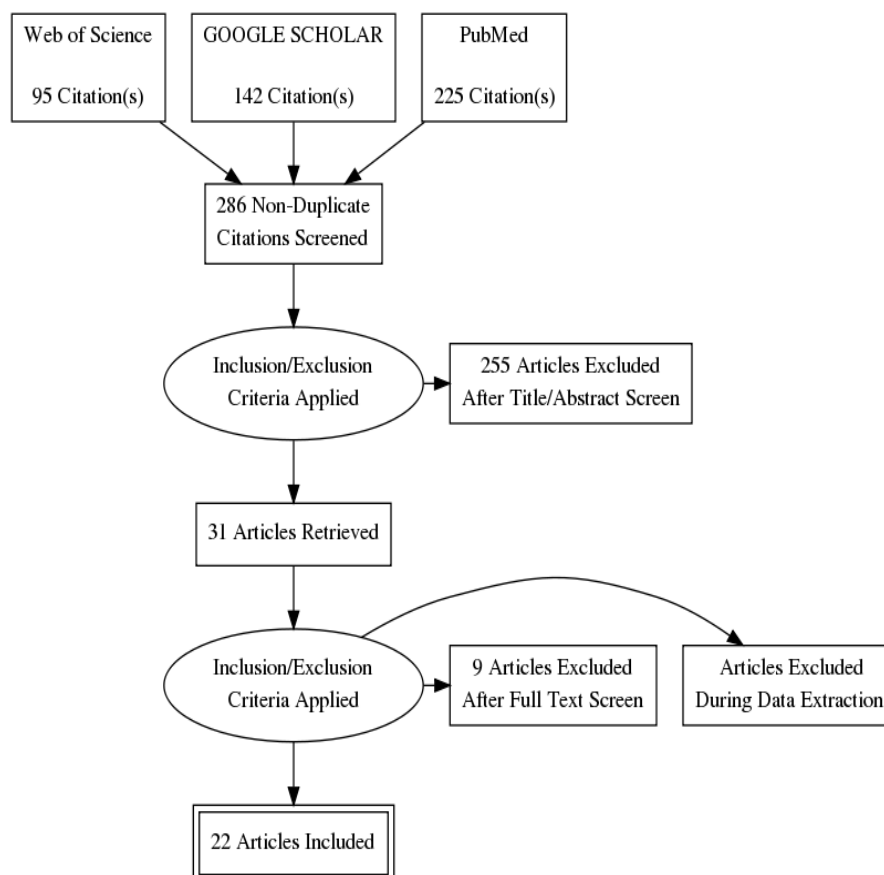 Web of Science
95 Citation(s)
GOOGLE SCHOLAR
142 Citation(s)
PubMed
225 Citation(s)
286 Non-Duplicate
Citations Screened
Inclusion/Exclusion
Criteria Applied
255 Articles Excluded
After Title/Abstract Screen
31 Articles Retrieved
Inclusion/Exclusion
Criteria Applied
9 Articles Excluded
After Full Text Screen
Articles Excluded
During Data Extraction
22 Articles Included